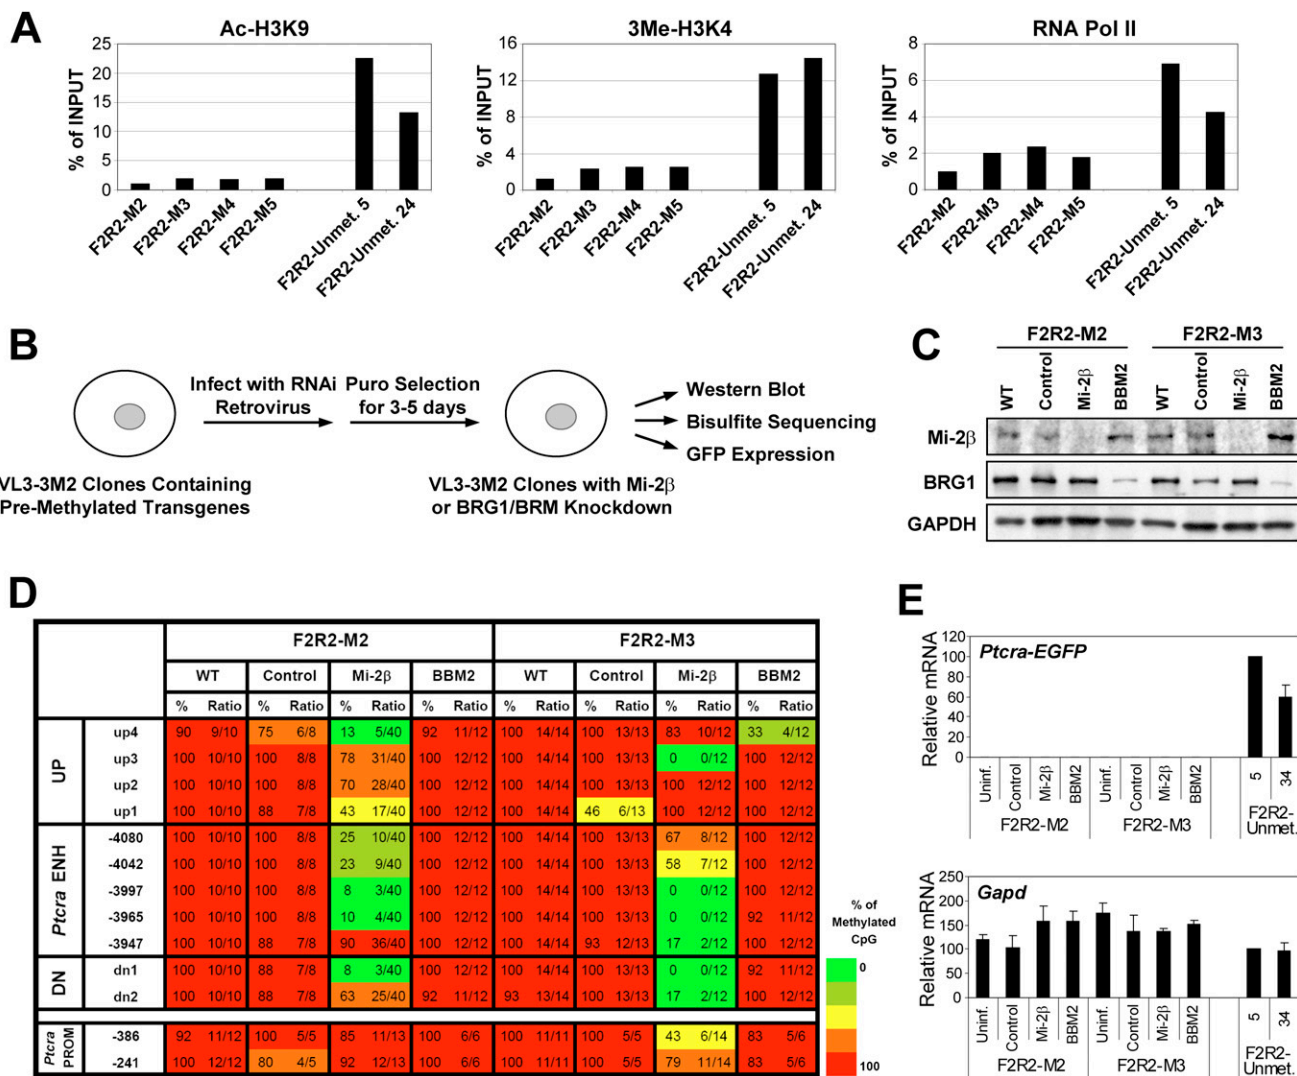 A
Ac-H3K9
% of INPUT
25
20
15
10
5
0
F2R2-M2
F2R2-M3
F2R2-M4
F2R2-M5
F2R2-Unmet. 5
F2R2-Unmet. 24
3Me-H3K4
% of INPUT
16
12
8
4
0
F2R2-M2
F2R2-M3
F2R2-M4
F2R2-M5
F2R2-Unmet. 5
F2R2-Unmet. 24
RNA Pol II
% of INPUT
8
6
4
2
0
F2R2-M2
F2R2-M3
F2R2-M4
F2R2-M5
F2R2-Unmet. 5
F2R2-Unmet. 24
B
Infect with RNAi
Retrovirus
Puro Selection
for 3-5 days
Western Blot
Bisulfite Sequencing
GFP Expression
VL3-3M2 Clones Containing
Pre-Methylated Transgenes
VL3-3M2 Clones with Mi-2β
or BRG1/BRM Knockdown
C
F2R2-M2 F2R2-M3
WT Control Mi-2β BBM2 WT Control Mi-2β BBM2
Mi-2β
BRG1
GAPDH
D
F2R2-M2 F2R2-M3
WT Control Mi-2β BBM2 WT Control Mi-2β BBM2
% Ratio % Ratio % Ratio % Ratio % Ratio % Ratio % Ratio % Ratio
UP
up4 90 9/10 75 6/8 13 5/40 92 11/12 100 14/14 100 13/13 83 10/12 33 4/12
up3 100 10/10 100 8/8 78 31/40 100 12/12 100 14/14 100 13/13 0 0/12 100 12/12
up2 100 10/10 100 8/8 70 28/40 100 12/12 100 14/14 100 13/13 100 12/12 100 12/12
up1 100 10/10 88 7/8 43 17/40 100 12/12 100 14/14 46 6/13 100 12/12 100 12/12
Ptcra ENH
-4080 100 10/10 100 8/8 25 10/40 100 12/12 100 14/14 100 13/13 67 8/12 100 12/12
-4042 100 10/10 100 8/8 23 9/40 100 12/12 100 14/14 100 13/13 58 7/12 100 12/12
-3997 100 10/10 100 8/8 8 3/40 100 12/12 100 14/14 100 13/13 0 0/12 100 12/12
-3965 100 10/10 100 8/8 10 4/40 100 12/12 100 14/14 100 13/13 0 0/12 92 11/12
-3947 100 10/10 88 7/8 90 36/40 100 12/12 100 14/14 93 12/13 17 2/12 100 12/12
DN
dn1 100 10/10 88 7/8 8 3/40 100 12/12 100 14/14 100 13/13 0 0/12 92 11/12
dn2 100 10/10 88 7/8 63 25/40 92 11/12 93 13/14 100 13/13 17 2/12 100 12/12
Ptcra
PROM
-386 92 11/12 100 5/5 85 11/13 100 6/6 100 11/11 100 5/5 43 6/14 83 5/6
-241 100 12/12 80 4/5 92 12/13 100 6/6 100 11/11 100 5/5 79 11/14 83 5/6
% of
Methylated
CpG
0
100
E
Ptcra-EGFP
Relative mRNA
120
100
80
60
40
20
0
Uninf. Control Mi-2β BBM2 Uninf. Control Mi-2β BBM2 5 34
F2R2-M2 F2R2-M3 F2R2-
Unmet.
Gapd
Relative mRNA
250
200
150
100
50
0
Uninf. Control Mi-2β BBM2 Uninf. Control Mi-2β BBM2 5 34
F2R2-M2 F2R2-M3 F2R2-
Unmet.